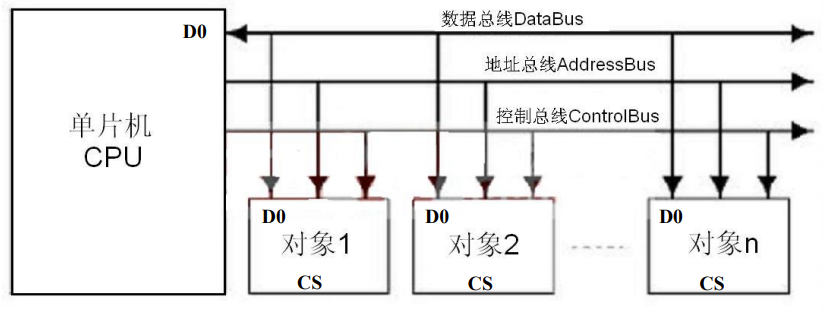 数据总线DataBus
D0
地址总线AddressBus
控制总线ControlBus
单片机
CPU
D0
对象1
CS
D0
对象2
CS
D0
对象n
CS